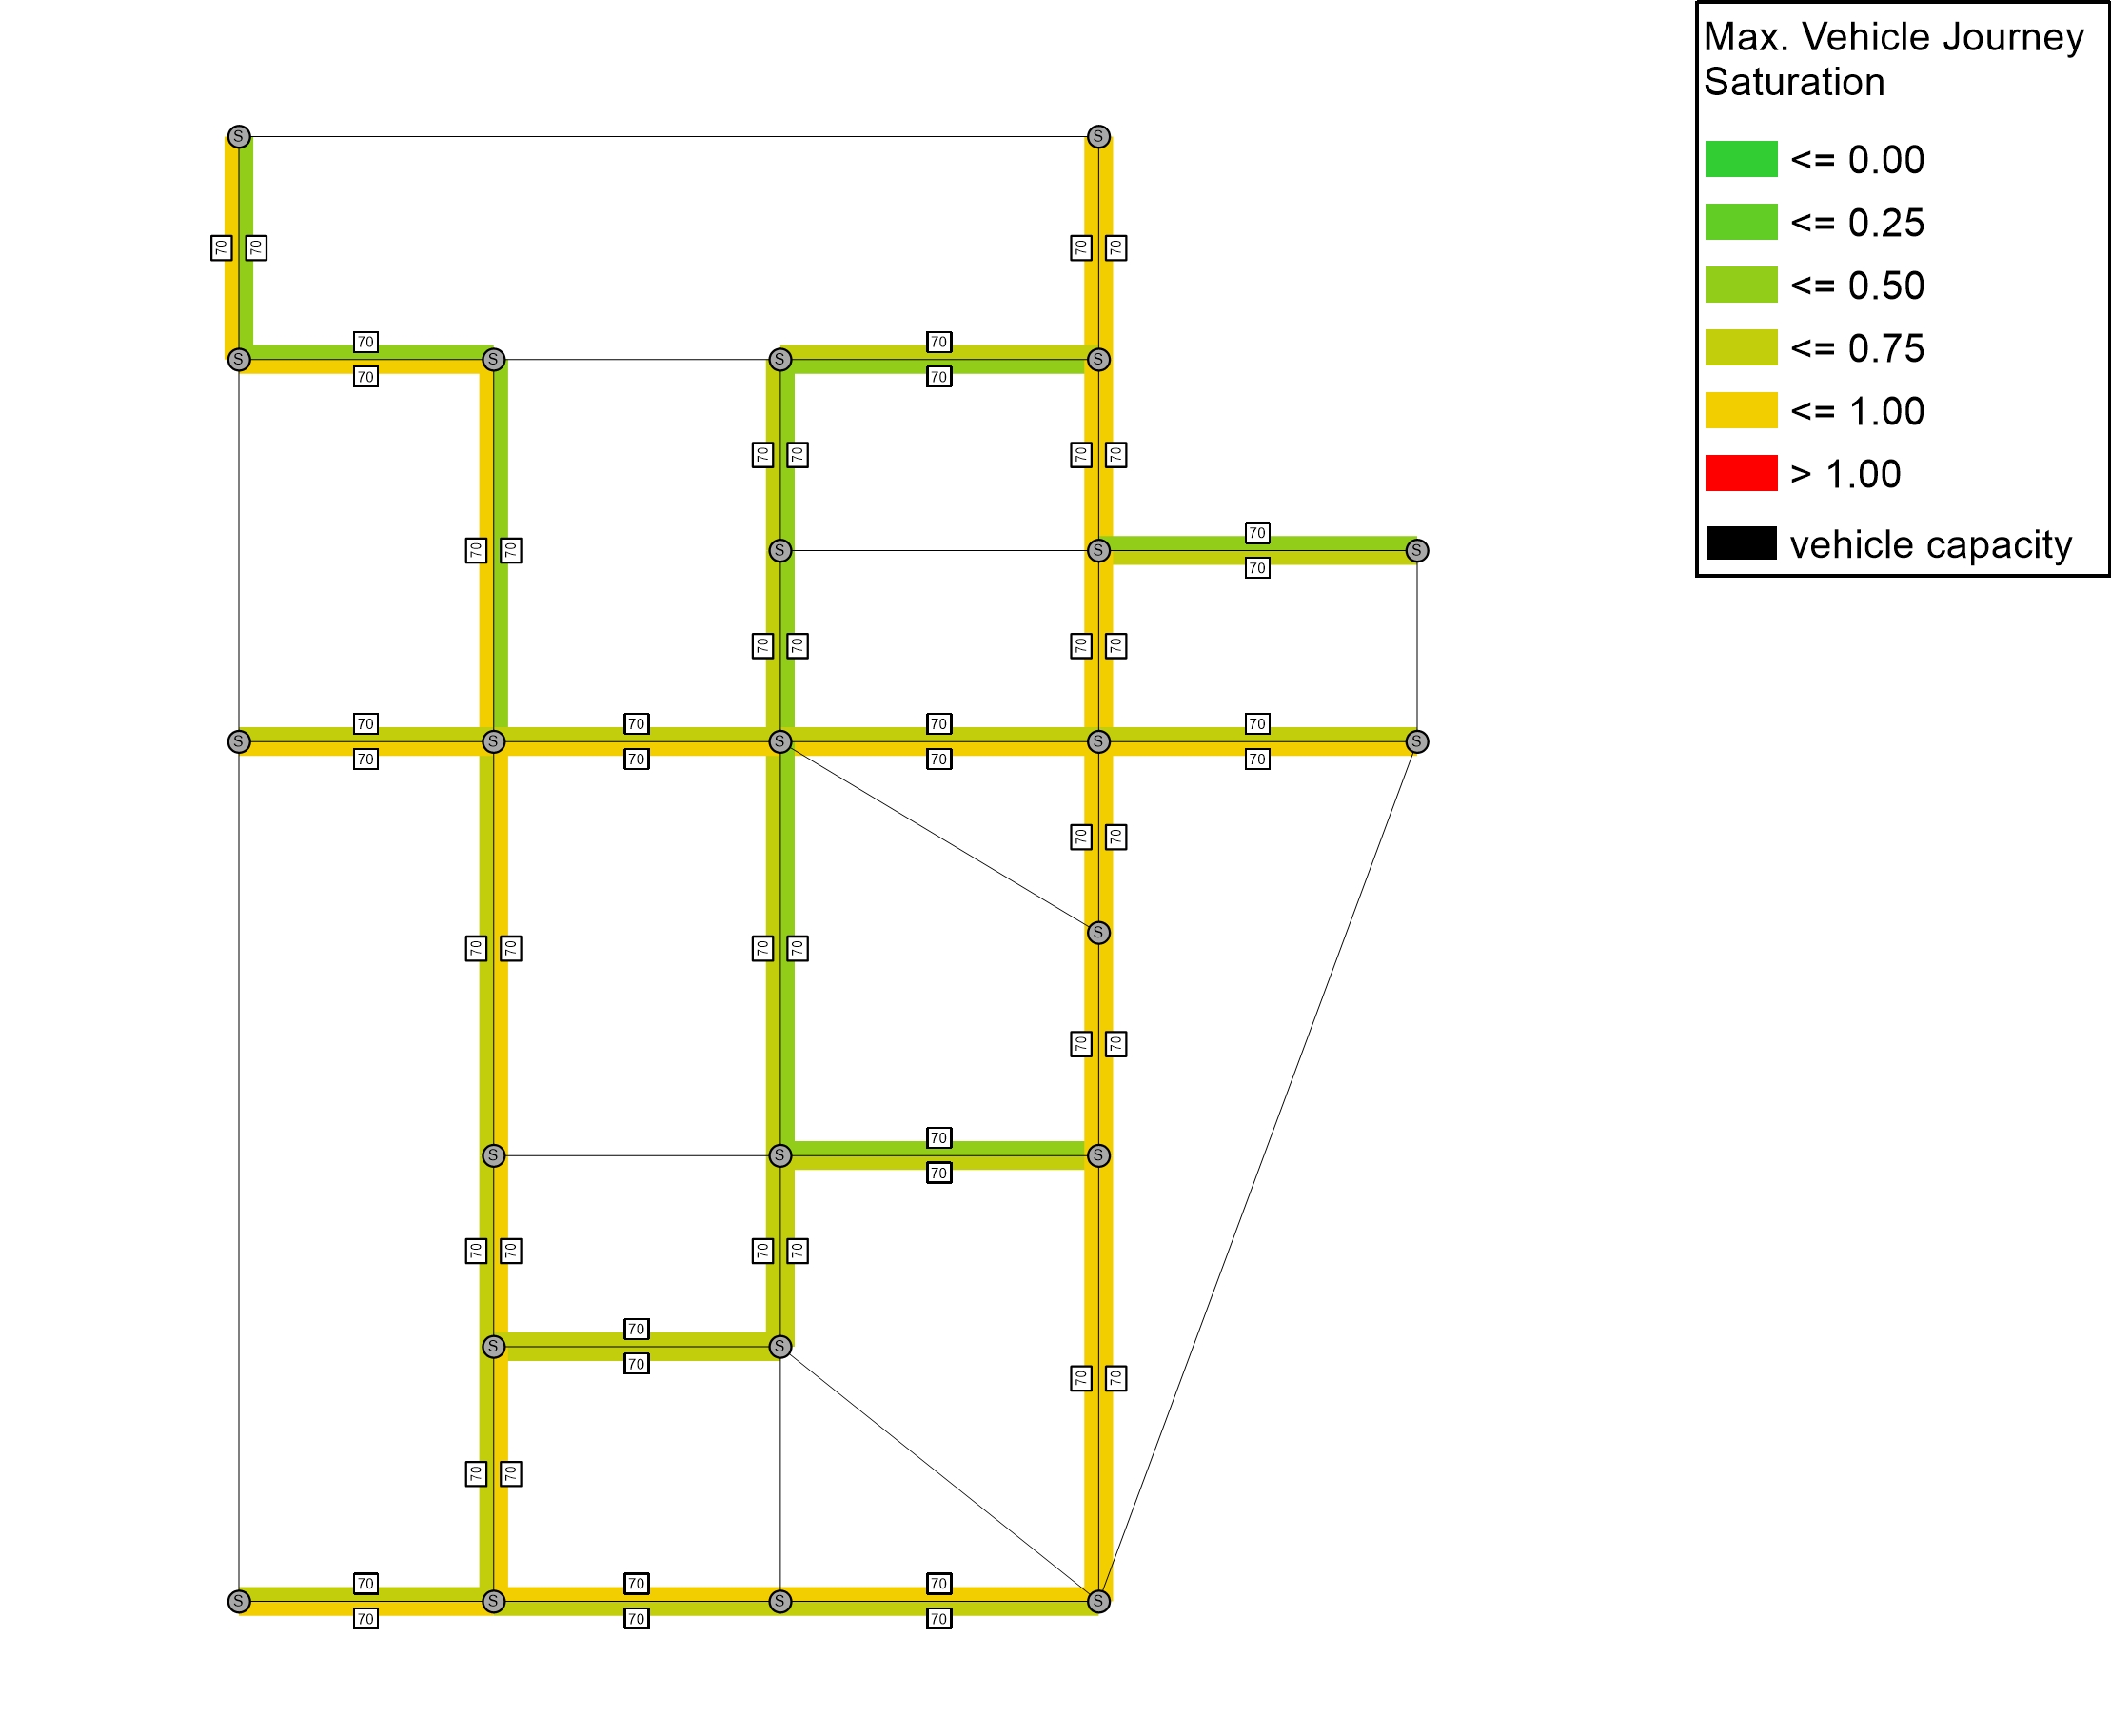 Max. Vehicle Journey
Saturation
<= 0.00
<= 0.25
<= 0.50
<= 0.75
<= 1.00
> 1.00
vehicle capacity
S S
70 70 70 70
70 70
S S S S
70 70
70 70 70 70
70
70 70 S S S
70
70 70 70 70
70 70 70 70
S S S S S
70 70 70 70
70 70
S
70 70 70 70
70 70
70
S S S
70
70 70 70 70
70
S S
70
70 70
70 70
70 70 70
S S S S
70 70 70